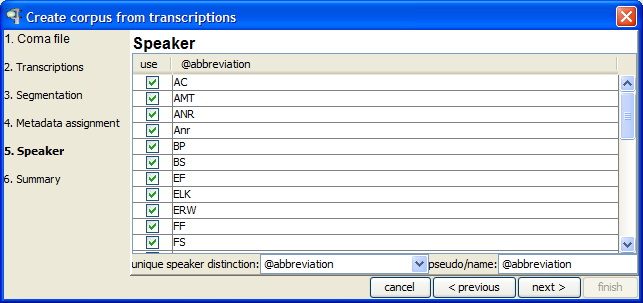 Create corpus from transcriptions
1. Coma file
2. Transcriptions
3. Segmentation
4. Metadata assignment
5. Speaker
6. Summary
Speaker
use @abbreviation
AC
AMT
ANR
Anr
BP
BS
EF
ELK
ERW
FF
FS
unique speaker distinction: @abbreviation pseudo/name: @abbreviation
cancel < previous next > finish